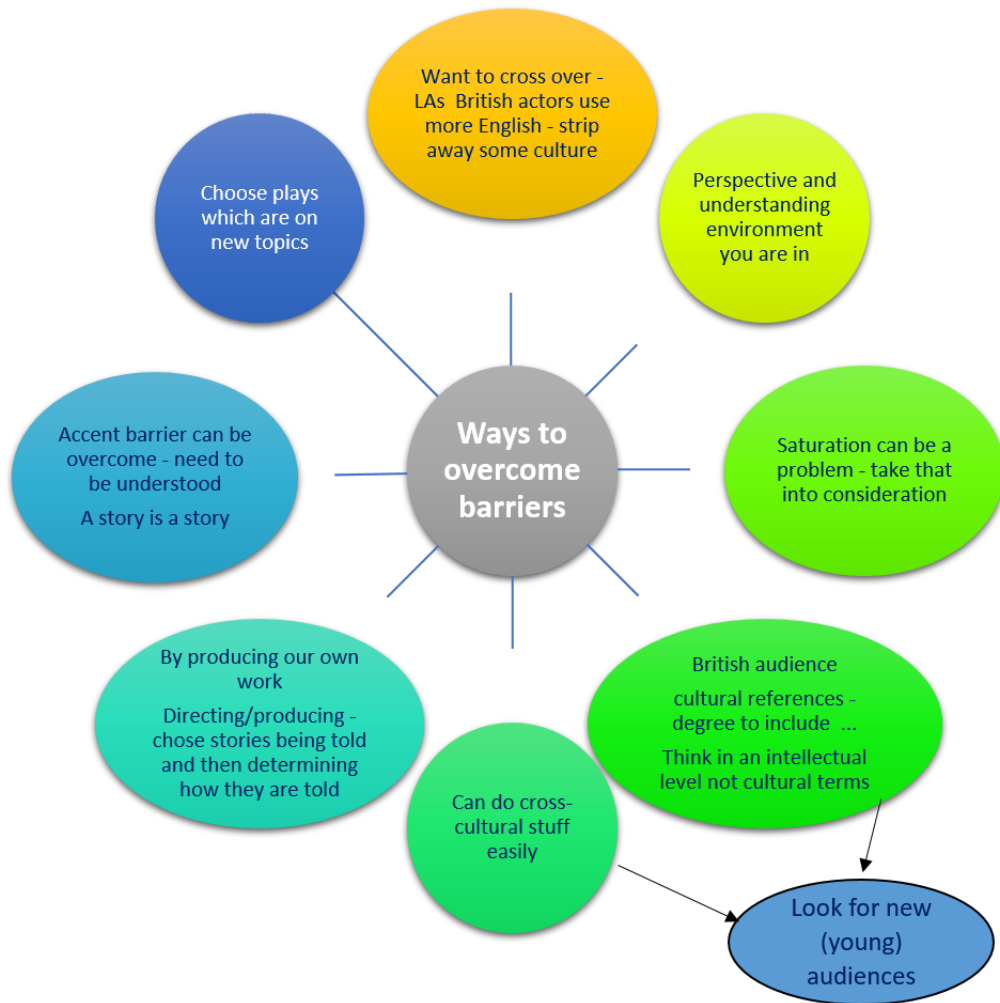 Want to cross over -
LAs British actors use
more English - strip
away some culture
Perspective and
understanding
environment
you are in
Saturation can be a
problem - take that
into consideration
British audience
cultural references -
degree to include ...
Think in an intellectual
level not cultural terms
Look for new
(young)
audiences
Can do cross-
cultural stuff
easily
By producing our own
work
Directing/producing -
chose stories being told
and then determining
how they are told
Accent barrier can be
overcome - need to
be understood
A story is a story
Choose plays
which are on
new topics
Ways to
overcome
barriers